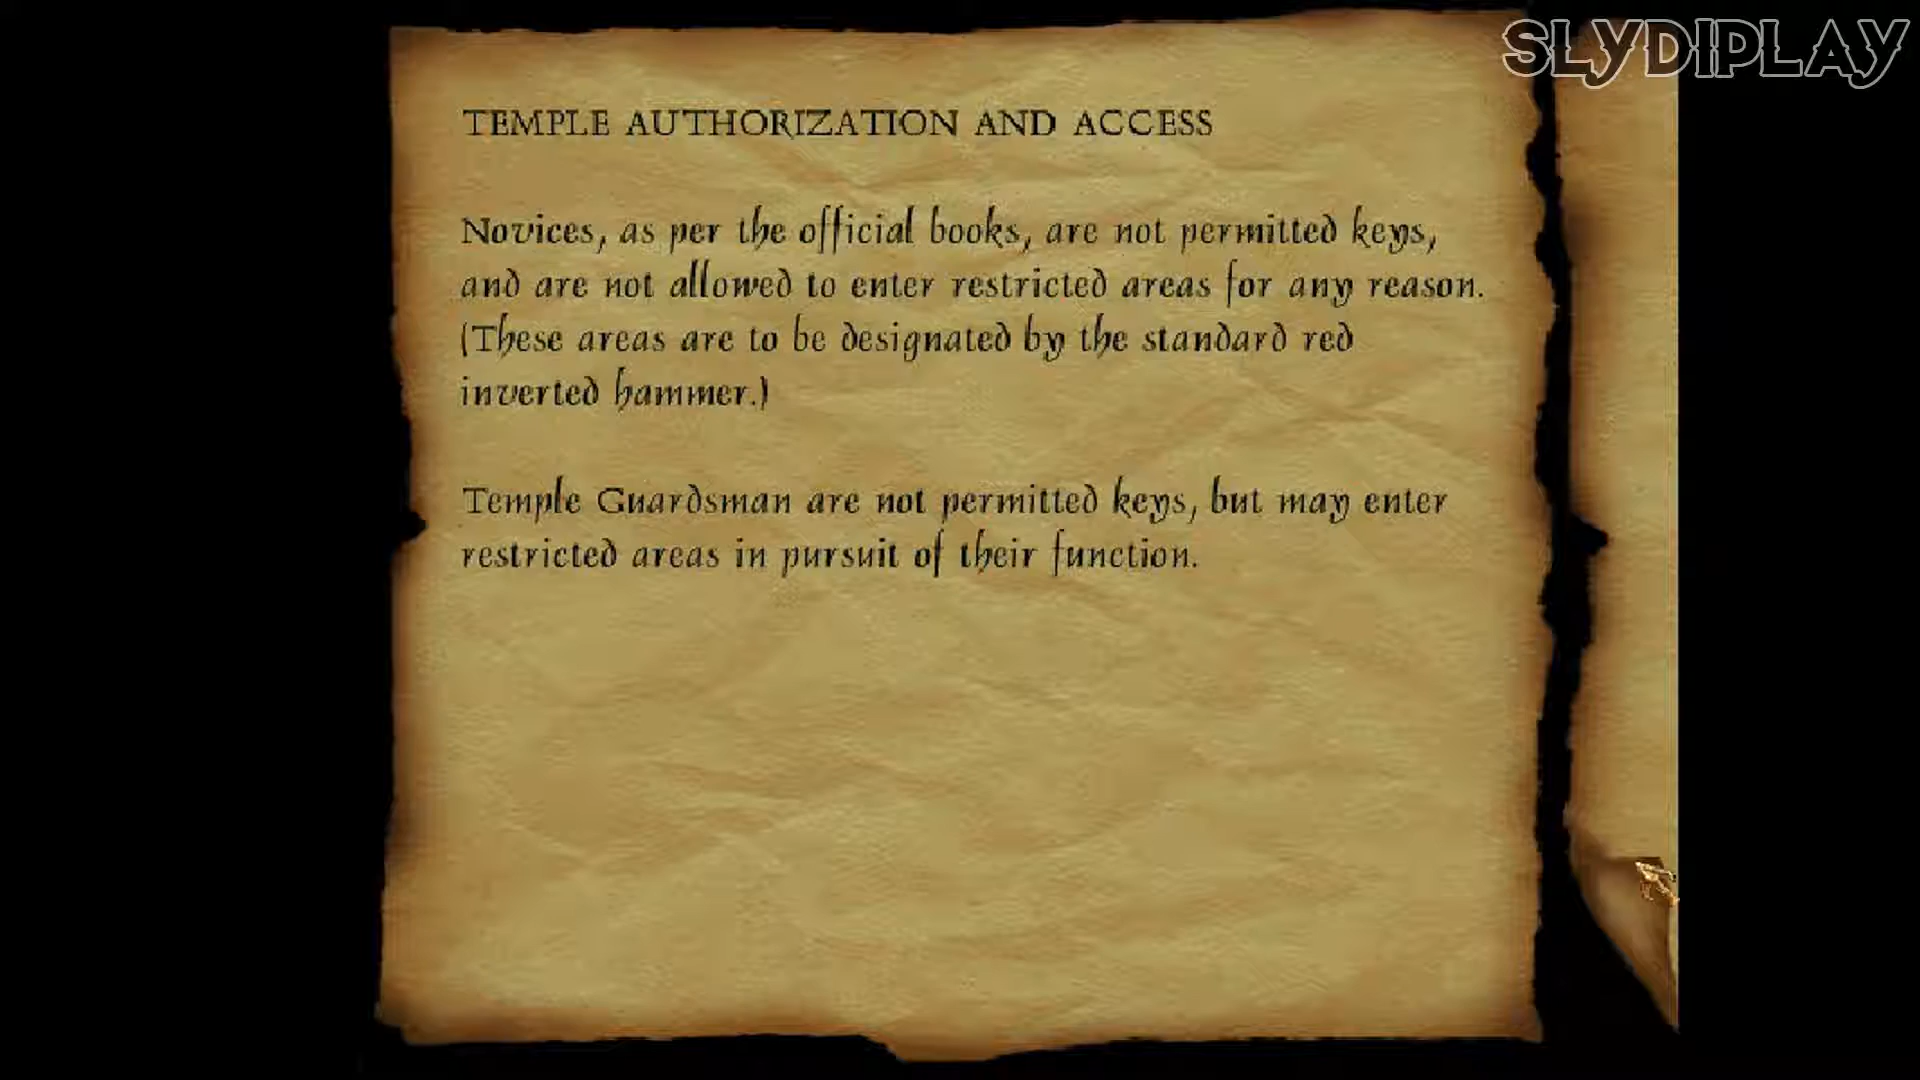 SLYDIPLAY
TEMPLE AUTHORIZATION AND ACCESS
Novices, as per the official books, are not permitted keys,
and are not allowed to enter restricted areas for any reason.
(These areas are to be designated by the standard red
inverted hammer.)
Temple Guardsman are not permitted keys, but may enter
restricted areas in pursuit of their function.